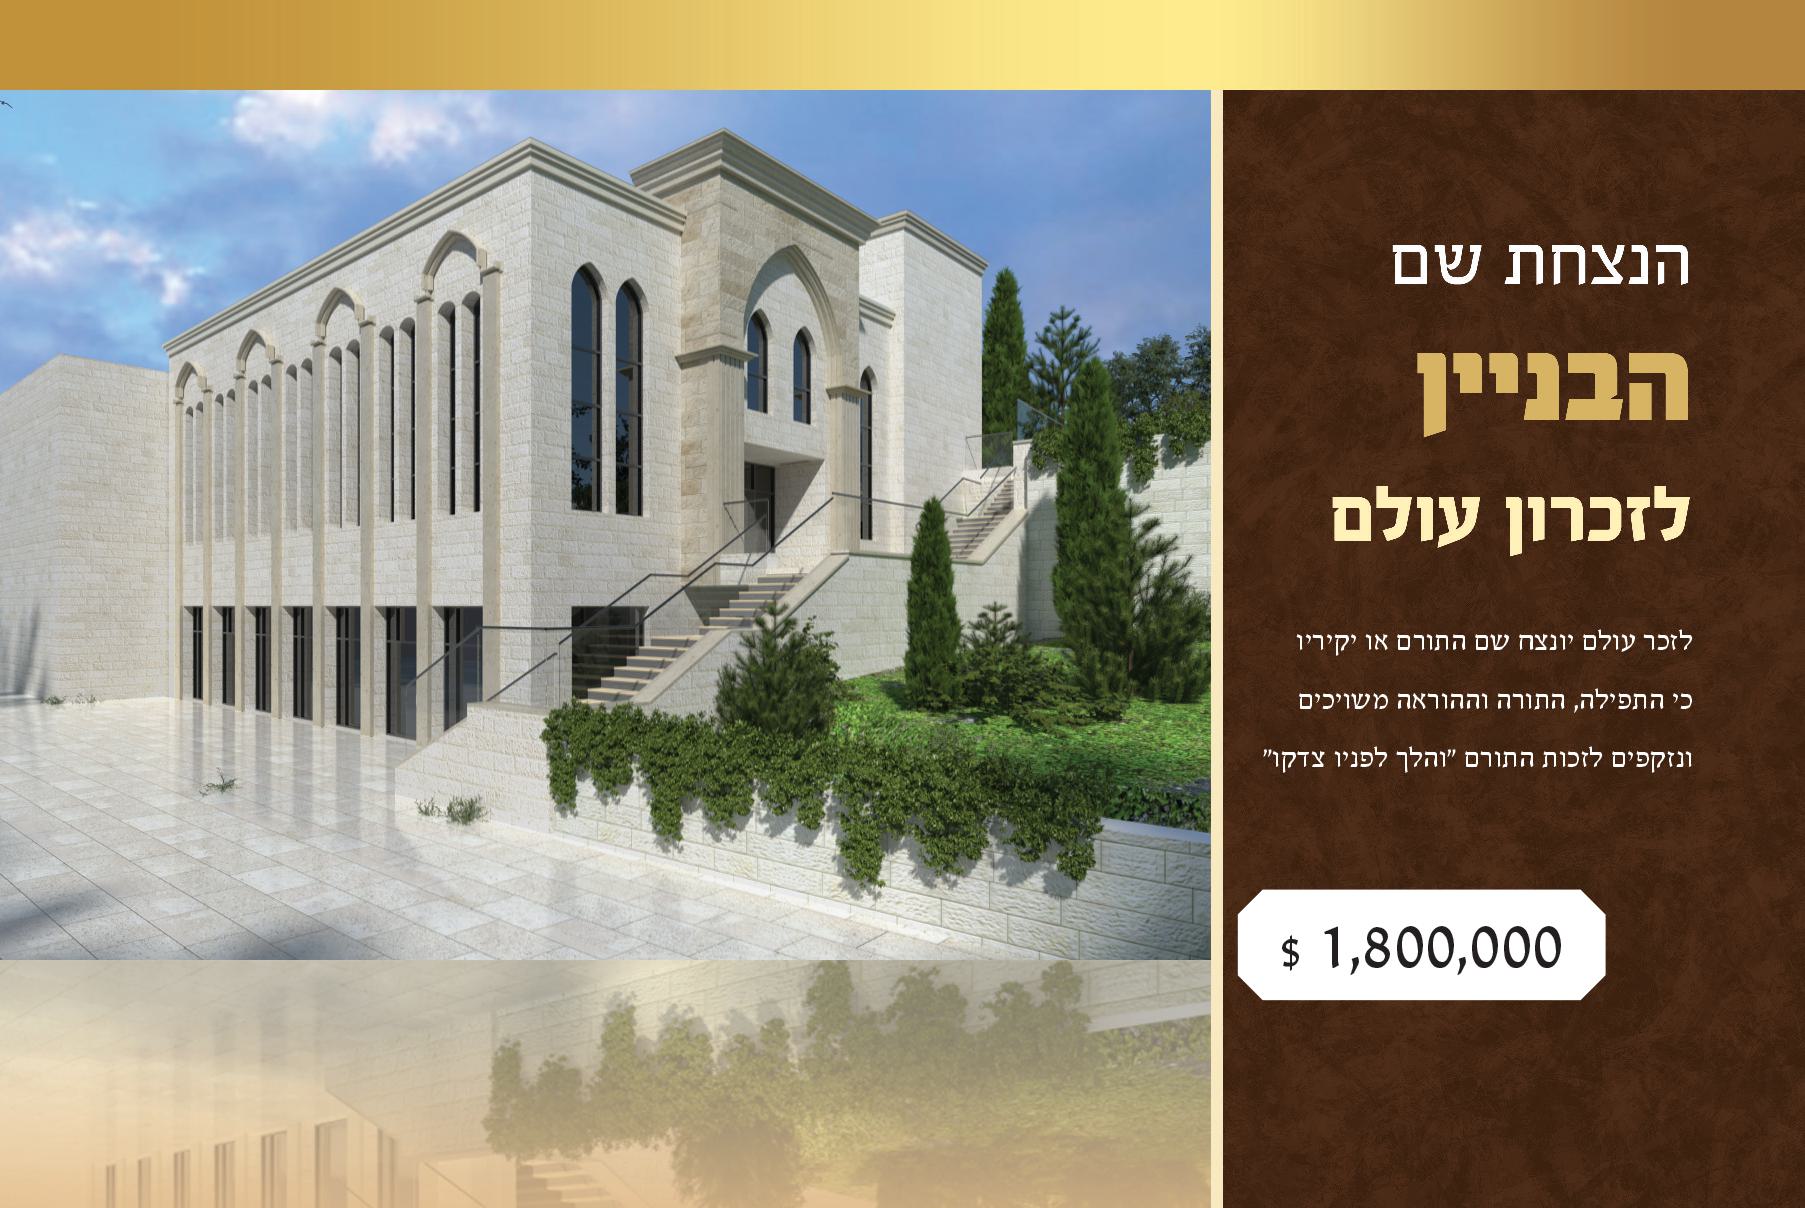 הנצחת שם
הבניין
לזכרון עולם
לזכר עולם יונצח שם התורם או יקיריו
כי התפילה, התורה וההוראה משויכים
ונזקפים לזכות התורם "והלך לפניו צדקו"
$ 1,800,000